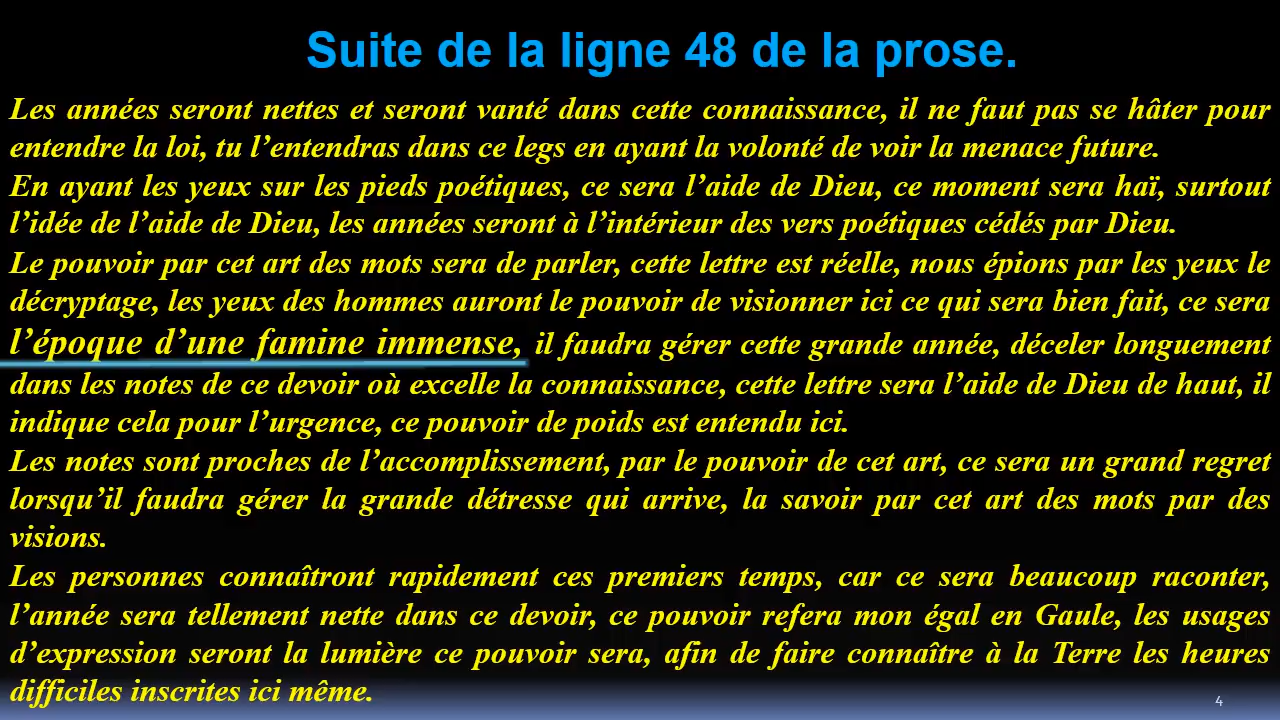 Suite de la ligne 48 de la prose.
Les années seront nettes et seront vanté dans cette connaissance, il ne faut pas se hâter pour
entendre la loi, tu l’entendras dans ce legs en ayant la volonté de voir la menace future.
En ayant les yeux sur les pieds poétiques, ce sera l’aide de Dieu, ce moment sera haï, surtout
l’idée de l’aide de Dieu, les années seront à l’intérieur des vers poétiques cédés par Dieu.
Le pouvoir par cet art des mots sera de parler, cette lettre est réelle, nous épions par les yeux le
décryptage, les yeux des hommes auront le pouvoir de visionner ici ce qui sera bien fait, ce sera
l’époque d’une famine immense, il faudra gérer cette grande année, déceler longuement
dans les notes de ce devoir où excelle la connaissance, cette lettre sera l’aide de Dieu de haut, il
indique cela pour l’urgence, ce pouvoir de poids est entendu ici.
Les notes sont proches de l’accomplissement, par le pouvoir de cet art, ce sera un grand regret
lorsqu’il faudra gérer la grande détresse qui arrive, la savoir par cet art des mots par des
visions.
Les personnes connaîtront rapidement ces premiers temps, car ce sera beaucoup raconter,
l’année sera tellement nette dans ce devoir, ce pouvoir refera mon égal en Gaule, les usages
d’expression seront la lumière ce pouvoir sera, afin de faire connaître à la Terre les heures
difficiles inscrites ici même.
4